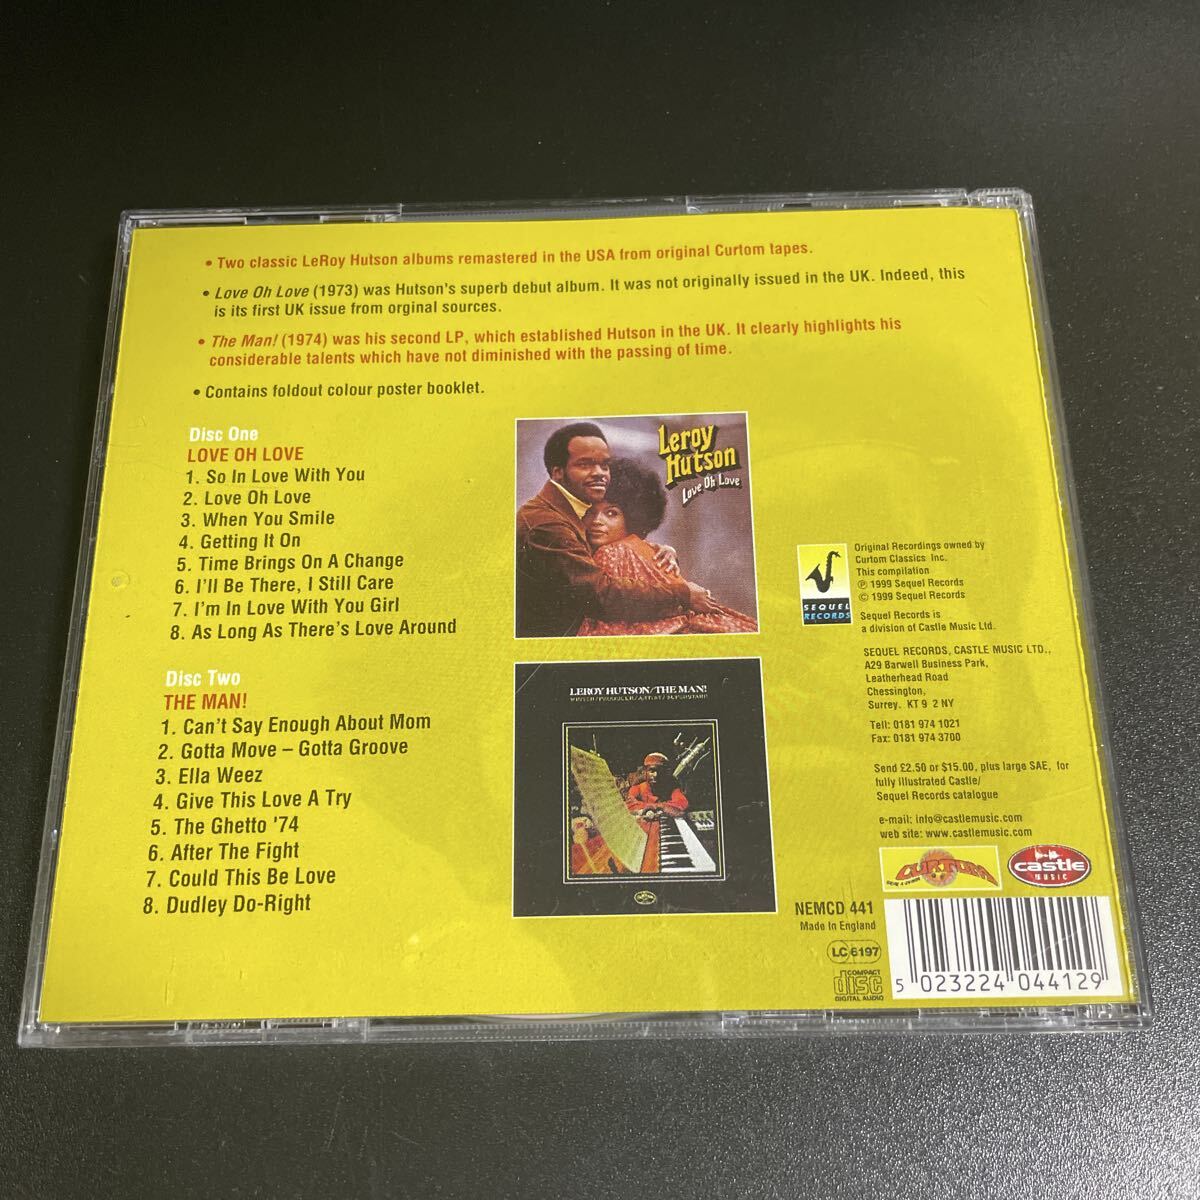 • Two classic LeRoy Hutson albums remastered in the USA from original Curtom tapes.
• Love Oh Love (1973) was Hutson's superb debut album. It was not originally issued in the UK. Indeed, this
is its first UK issue from orginal sources.
• The Man! (1974) was his second LP, which established Hutson in the UK. It clearly highlights his
considerable talents which have not diminished with the passing of time.
• Contains foldout colour poster booklet.
Disc One
LOVE OH LOVE
1. So In Love With You
2. Love Oh Love
3. When You Smile
4. Getting It On
5. Time Brings On A Change
6. I'll Be There, I Still Care
7. I'm In Love With You Girl
8. As Long As There's Love Around
Disc Two
THE MAN!
1. Can't Say Enough About Mom
2. Gotta Move – Gotta Groove
3. Ella Weez
4. Give This Love A Try
5. The Ghetto '74
6. After The Fight
7. Could This Be Love
8. Dudley Do-Right
Leroy
Hutson
Love Oh Love
LEROY HUTSON/THE MAN!
WRITER/PRODUCER/ARTIST/SUPERSTAR!!
SEQUEL
RECORDS
Original Recordings owned by
Curtom Classics Inc.
This compilation
℗ 1999 Sequel Records
© 1999 Sequel Records
Sequel Records is
a division of Castle Music Ltd.
SEQUEL RECORDS, CASTLE MUSIC LTD.,
A29 Barwell Business Park,
Leatherhead Road
Chessington,
Surrey. KT9 2 NY
Tell: 0181 974 1021
Fax: 0181 974 3700
Send £2.50 or $15.00, plus large SAE, for
fully illustrated Castle/
Sequel Records catalogue
e-mail: info@castlemusic.com
web site: www.castlemusic.com
CURTOM
castle
MUSIC
NEMCD 441
Made In England
LC 6197
COMPACT
disc
DIGITAL AUDIO
5 023224 044129